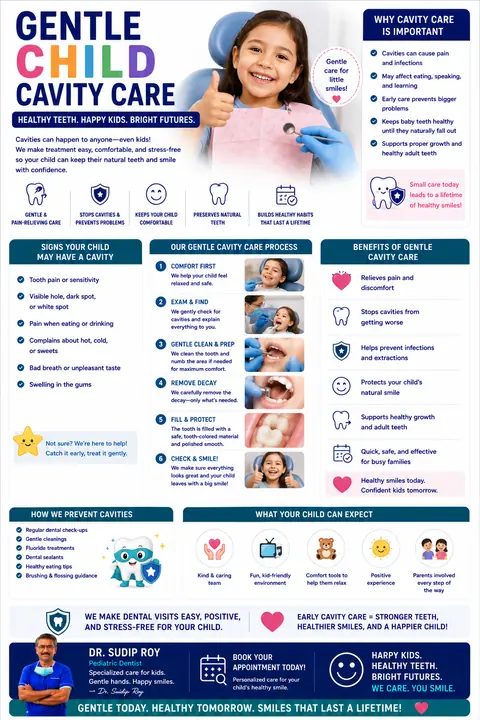 GENTLE
CHILD
CAVITY CARE
HEALTHY TEETH. HAPPY KIDS. BRIGHT FUTURES.
Cavities can happen to anyone—even kids!
We make treatment easy, comfortable, and stress-free
so your child can keep their natural teeth and smile
with confidence.
Gentle
care for
little
smiles!
WHY CAVITY CARE
IS IMPORTANT
Cavities can cause pain
and infections
May affect eating, speaking,
and learning
Early care prevents bigger
problems
Keeps baby teeth healthy
until they naturally fall out
Supports proper growth and
healthy adult teeth
Small care today
leads to a lifetime
of healthy smiles!
GENTLE &
PAIN-RELIEVING CARE
STOPS CAVITIES &
PREVENTS PROBLEMS
KEEPS YOUR CHILD
COMFORTABLE
PRESERVES NATURAL
TEETH
BUILDS HEALTHY HABITS
THAT LAST A LIFETIME
SIGNS YOUR CHILD
MAY HAVE A CAVITY
Tooth pain or sensitivity
Visible hole, dark spot,
or white spot
Pain when eating or drinking
Complains about hot, cold,
or sweets
Bad breath or unpleasant taste
Swelling in the gums
Not sure? We're here to help!
Catch it early, treat it gently.
OUR GENTLE CAVITY CARE PROCESS
1 COMFORT FIRST
We help your child feel
relaxed and safe.
2 EXAM & FIND
We gently check for
cavities and explain
everything to you.
3 GENTLE CLEAN & PREP
We clean the tooth and
numb the area if needed
for maximum comfort.
4 REMOVE DECAY
We carefully remove the
decay—only what's needed.
5 FILL & PROTECT
The tooth is filled with a
safe, tooth-colored material
and polished smooth.
6 CHECK & SMILE!
We make sure everything
looks great and your child
leaves with a big smile!
BENEFITS OF GENTLE
CAVITY CARE
Relieves pain and
discomfort
Stops cavities from
getting worse
Helps prevent infections
and extractions
Protects your child's
natural smile
Supports healthy growth
and adult teeth
Quick, safe, and effective
for busy families
Healthy smiles today.
Confident kids tomorrow.
HOW WE PREVENT CAVITIES
Regular dental check-ups
Gentle cleanings
Fluoride treatments
Dental sealants
Healthy eating tips
Brushing & flossing guidance
WHAT YOUR CHILD CAN EXPECT
Kind & caring
team
Fun, kid-friendly
environment
Comfort tools to
help them relax
Positive
experience
Parents involved
every step of
the way
WE MAKE DENTAL VISITS EASY, POSITIVE,
AND STRESS-FREE FOR YOUR CHILD.
EARLY CAVITY CARE = STRONGER TEETH,
HEALTHIER SMILES, AND A HAPPIER CHILD!
DR. SUDIP ROY
Pediatric Dentist
Specialized care for kids.
Gentle hands. Happy smiles.
— Dr. Sudip Roy
BOOK YOUR
APPOINTMENT TODAY!
Personalized care for your
child's healthy smile.
HAPPY KIDS.
HEALTHY TEETH.
BRIGHT FUTURES.
WE CARE. YOU SMILE.
GENTLE TODAY. HEALTHY TOMORROW. SMILES THAT LAST A LIFETIME!